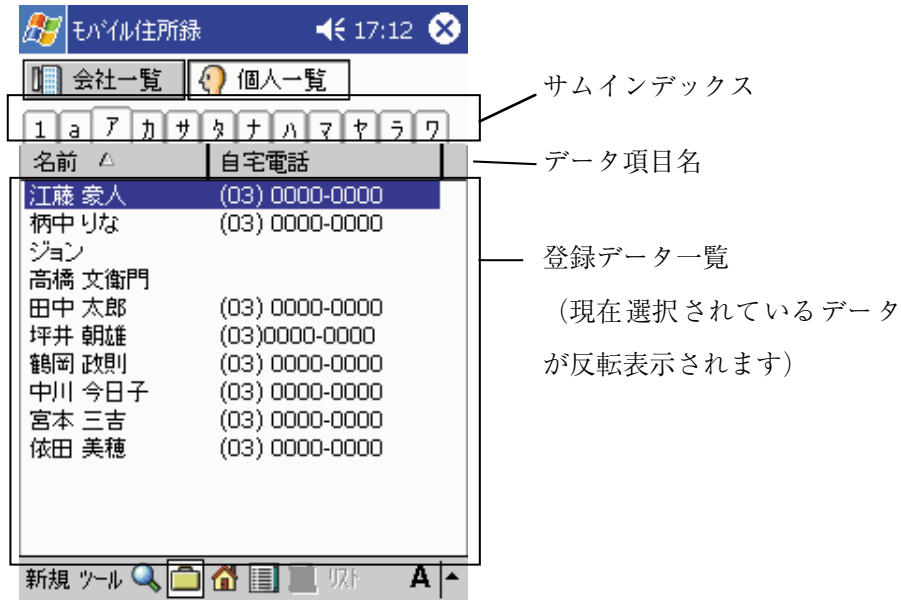 モバイル住所録 17:12
会社一覧 個人一覧
サムインデックス
1 a ア カ サ タ ナ ハ マ ヤ ラ ワ
名前 自宅電話
データ項目名
江藤 豪人 (03) 0000-0000
柄中 りな (03) 0000-0000
ジョン
高橋 文衛門
田中 太郎 (03) 0000-0000
坪井 朝雄 (03)0000-0000
鶴岡 政則 (03) 0000-0000
中川 今日子 (03) 0000-0000
宮本 三吉 (03) 0000-0000
依田 美穂 (03) 0000-0000
登録データ一覧
（現在選択されているデータ
が反転表示されます）
新規 ツール リスト A